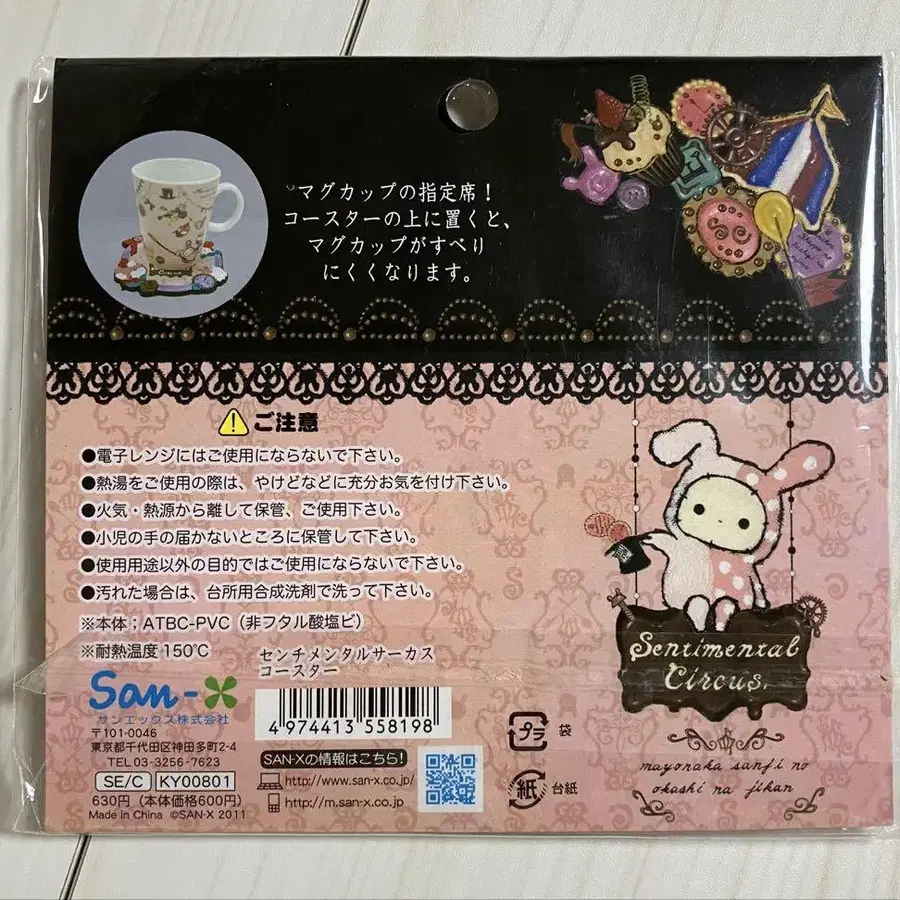 マグカップの指定席！
コースターの上に置くと、
マグカップがすべり
にくくなります。
ご注意
●電子レンジにはご使用にならないで下さい。
●熱湯をご使用の際は、やけどなどに充分お気を付け下さい。
●火気・熱源から離して保管、ご使用下さい。
●小児の手の届かないところに保管して下さい。
●使用用途以外の目的ではご使用にならないで下さい。
●汚れた場合は、台所用合成洗剤で洗って下さい。
※本体：ATBC-PVC（非フタル酸塩ビ）
※耐熱温度 150℃
センチメンタルサーカス
コースター
San-X
サンエックス株式会社
〒101-0046
東京都千代田区神田多町2-4
TEL 03-3256-7623
SE/C KY00801
630円（本体価格600円）
Made in China ©SAN-X 2011
4 974413 558198
SAN-Xの情報はこちら！
http://www.san-x.co.jp/
http://m.san-x.co.jp/
プラ 袋
紙 台紙
Sentimental
Circus.
mayonaka sanji no
okashi na jikan